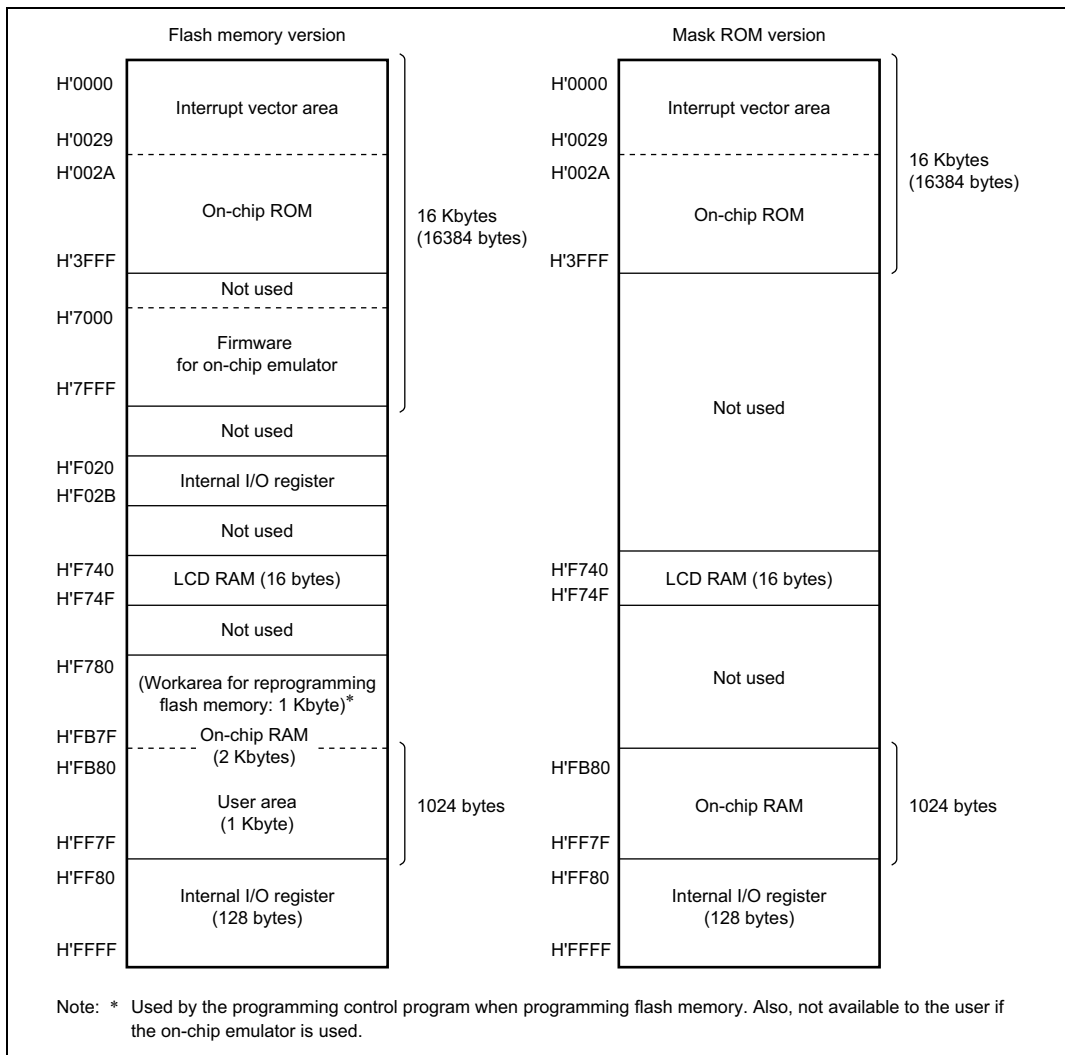 Flash memory version
H'0000
Interrupt vector area
H'0029
H'002A
On-chip ROM
16 Kbytes
(16384 bytes)
H'3FFF
Not used
H'7000
Firmware
for on-chip emulator
H'7FFF
Not used
H'F020
Internal I/O register
H'F02B
Not used
H'F740
LCD RAM (16 bytes)
H'F74F
Not used
H'F780
(Workarea for reprogramming
flash memory: 1 Kbyte)*
H'FB7F
On-chip RAM
(2 Kbytes)
H'FB80
User area
(1 Kbyte)
1024 bytes
H'FF7F
H'FF80
Internal I/O register
(128 bytes)
H'FFFF
Mask ROM version
H'0000
Interrupt vector area
H'0029
H'002A
16 Kbytes
(16384 bytes)
On-chip ROM
H'3FFF
Not used
H'F740
LCD RAM (16 bytes)
H'F74F
Not used
H'FB80
On-chip RAM
1024 bytes
H'FF7F
H'FF80
Internal I/O register
(128 bytes)
H'FFFF
Note: * Used by the programming control program when programming flash memory. Also, not available to the user if
the on-chip emulator is used.